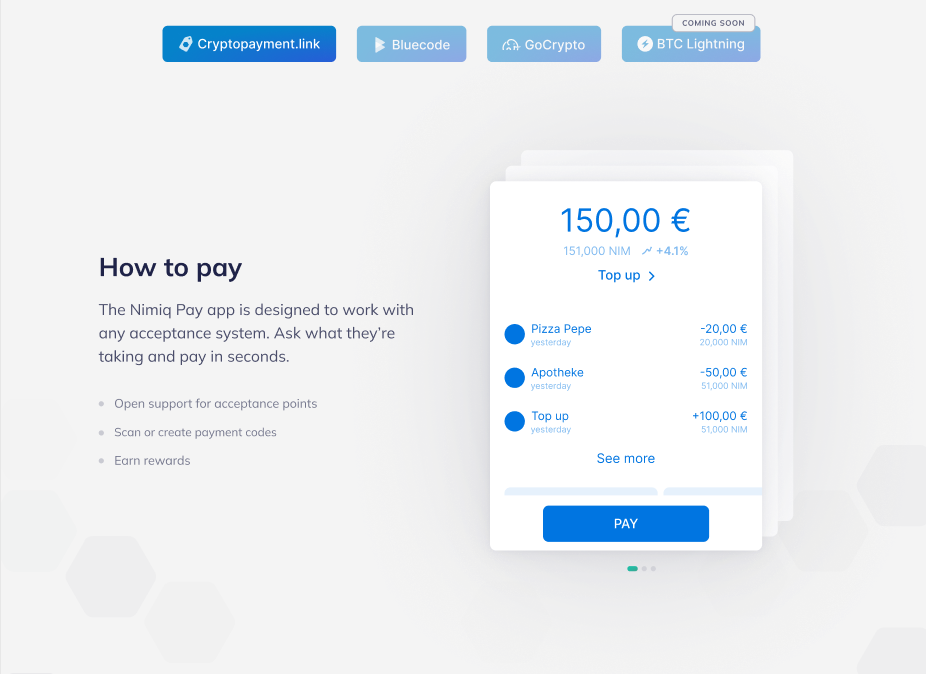 COMING SOON
Cryptopayment.link
Bluecode
GoCrypto
BTC Lightning
How to pay
The Nimiq Pay app is designed to work with
any acceptance system. Ask what they're
taking and pay in seconds.
Open support for acceptance points
Scan or create payment codes
Earn rewards
150,00 €
151,000 NIM +4.1%
Top up
Pizza Pepe -20,00 €
yesterday 20,000 NIM
Apotheke -50,00 €
yesterday 51,000 NIM
Top up +100,00 €
yesterday 51,000 NIM
See more
PAY